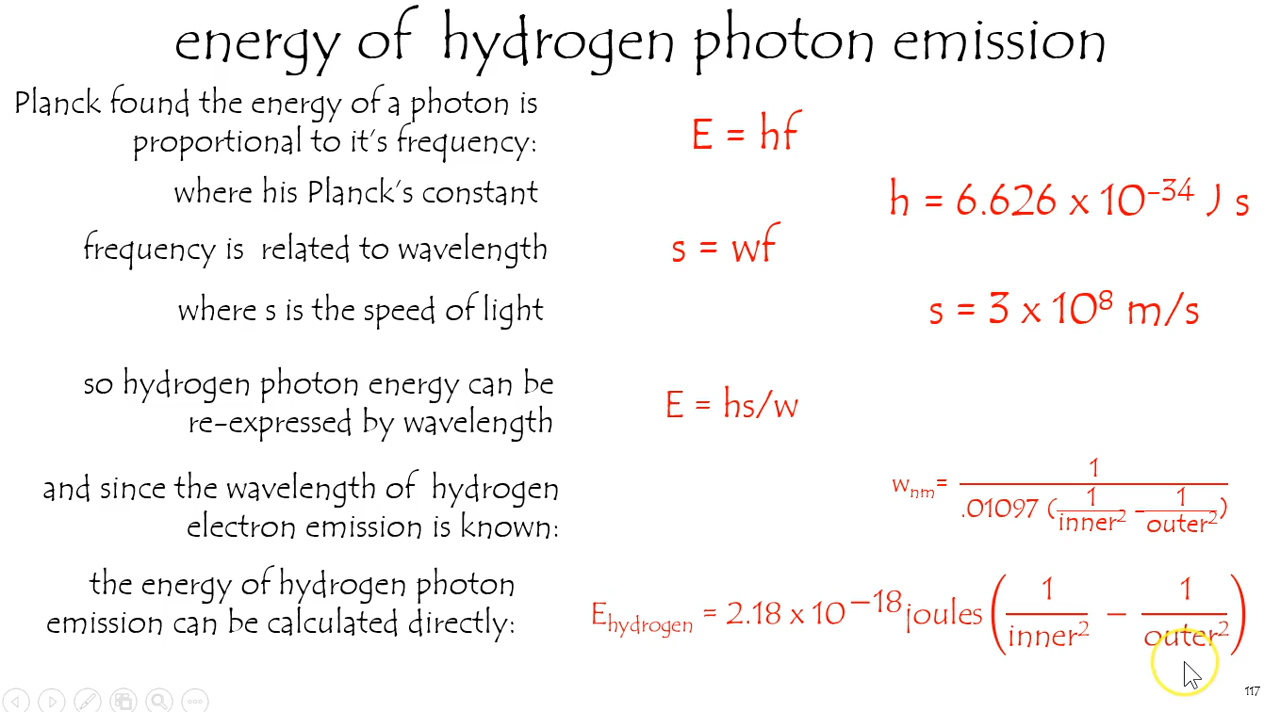 energy of hydrogen photon emission
Planck found the energy of a photon is
proportional to it's frequency:
E = hf
where his Planck's constant
h = 6.626 x 10⁻³⁴ J s
frequency is related to wavelength
s = wf
where s is the speed of light
s = 3 x 10⁸ m/s
so hydrogen photon energy can be
re-expressed by wavelength
E = hs/w
and since the wavelength of hydrogen
electron emission is known:
w_nm = 1 / .01097 (1/inner² - 1/outer²)
the energy of hydrogen photon
emission can be calculated directly:
E_hydrogen = 2.18 x 10⁻¹⁸ joules (1/inner² − 1/outer²)
117